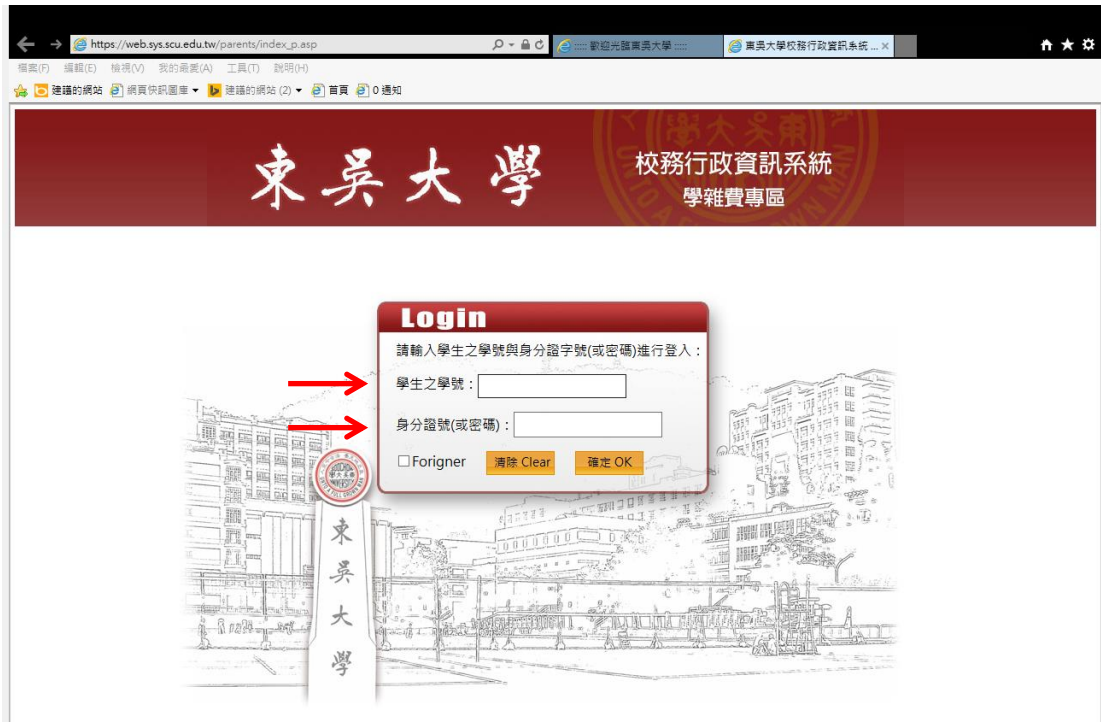 https://web.sys.scu.edu.tw/parents/index_p.asp
::::: 歡迎光臨東吳大學 :::::
東吳大學校務行政資訊系統 ...
檔案(F) 編輯(E) 檢視(V) 我的最愛(A) 工具(T) 說明(H)
建議的網站 網頁快訊圖庫 建議的網站 (2) 首頁 0 通知
東吳大學
校務行政資訊系統
學雜費專區
Login
請輸入學生之學號與身分證字號(或密碼)進行登入：
學生之學號：
身分證號(或密碼)：
Forigner 清除 Clear 確定 OK
東吳大學